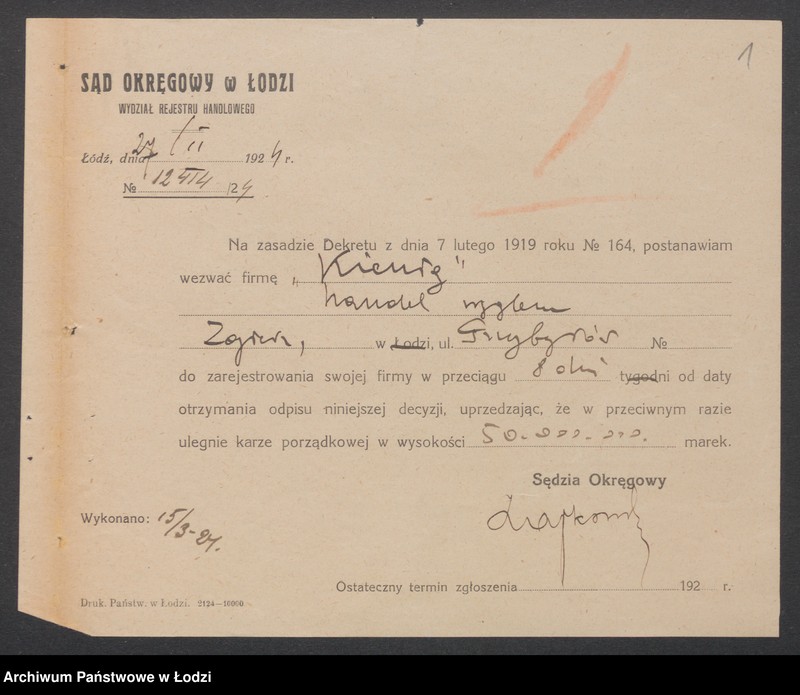 1
SĄD OKRĘGOWY w ŁODZI
WYDZIAŁ REJESTRU HANDLOWEGO
Łódź, dnia 27/II 1924 r.
№ 12414/24
Na zasadzie Dekretu z dnia 7 lutego 1919 roku № 164, postanawiam
wezwać firmę „Kienig"
handel węglem
Zgierz, w Łodzi, ul. №
do zarejestrowania swojej firmy w przeciągu 8 dni tygodni od daty
otrzymania odpisu niniejszej decyzji, uprzedzając, że w przeciwnym razie
ulegnie karze porządkowej w wysokości 50.000.000. marek.
Sędzia Okręgowy
Wykonano: 15/3-24.
Ostateczny termin zgłoszenia 192 r.
Druk. Państw. w Łodzi. 2124—10000
Archiwum Państwowe w Łodzi